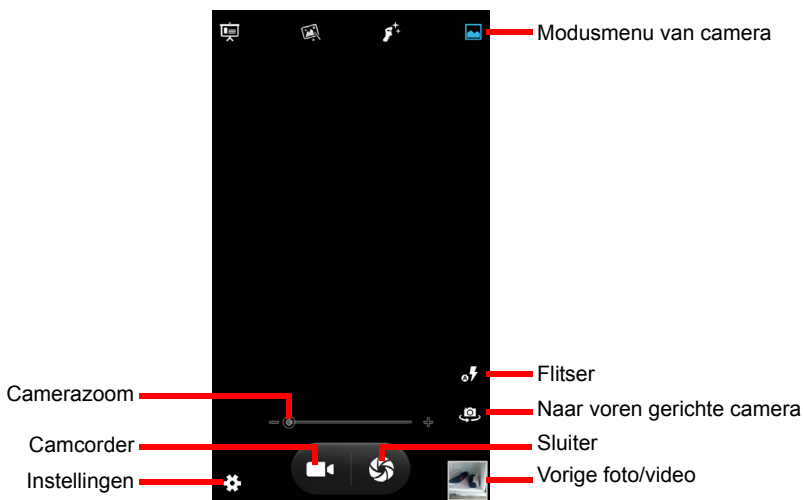 Modusmenu van camera
Flitser
Camerazoom
Naar voren gerichte camera
Camcorder
Sluiter
Instellingen
Vorige foto/video